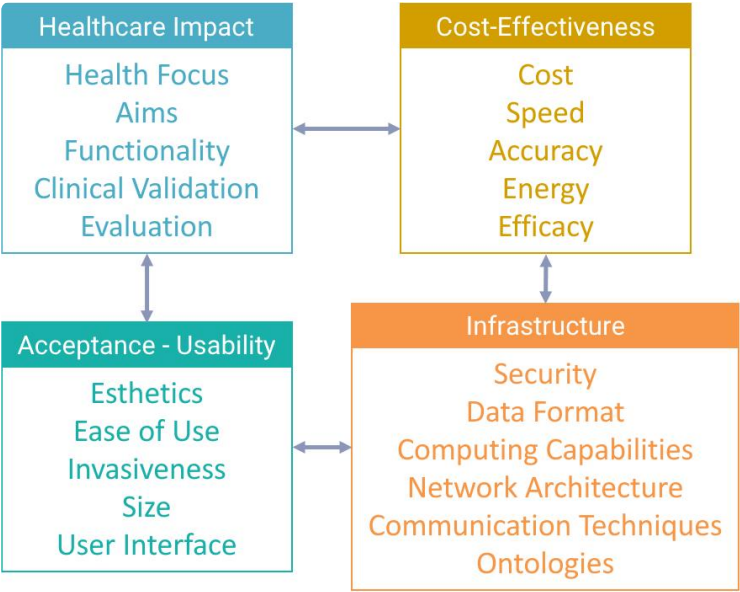 Healthcare Impact
Health Focus
Aims
Functionality
Clinical Validation
Evaluation
Cost-Effectiveness
Cost
Speed
Accuracy
Energy
Efficacy
Acceptance - Usability
Esthetics
Ease of Use
Invasiveness
Size
User Interface
Infrastructure
Security
Data Format
Computing Capabilities
Network Architecture
Communication Techniques
Ontologies